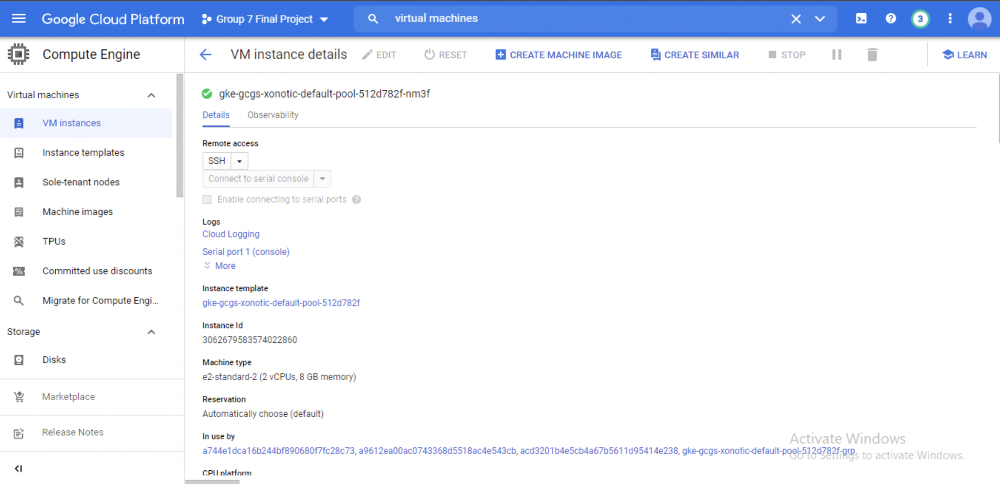 Google Cloud Platform
Group 7 Final Project
virtual machines
3
Compute Engine
VM instance details
EDIT
RESET
CREATE MACHINE IMAGE
CREATE SIMILAR
STOP
LEARN
Virtual machines
VM instances
Instance templates
Sole-tenant nodes
Machine images
TPUs
Committed use discounts
Migrate for Compute Engi...
Storage
Disks
Marketplace
Release Notes
gke-gcgs-xonotic-default-pool-512d782f-nm3f
Details
Observability
Remote access
SSH
Connect to serial console
Enable connecting to serial ports
Logs
Cloud Logging
Serial port 1 (console)
More
Instance template
gke-gcgs-xonotic-default-pool-512d782f
Instance Id
3062679583574022860
Machine type
e2-standard-2 (2 vCPUs, 8 GB memory)
Reservation
Automatically choose (default)
In use by
a744e1dca16b244bf890680f7fc28c73, a9612ea00ac0743368d5518ac4e543cb, acd3201b4e5cb4a67b5611d95414e238, gke-gcgs-xonotic-default-pool-512d782f-grp
CPU platform
Activate Windows
Go to Settings to activate Windows.